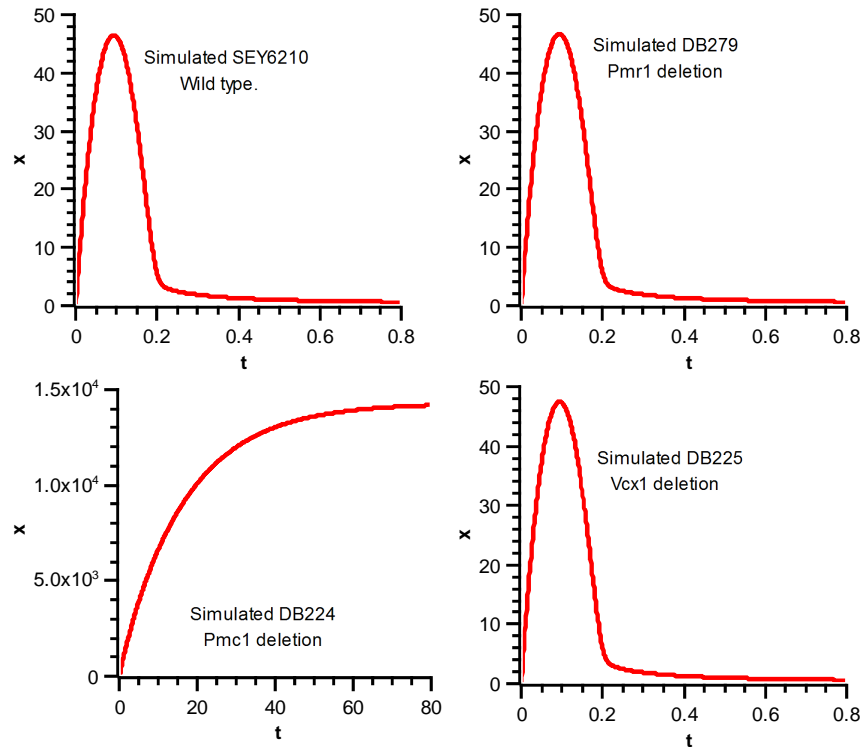 50
40
30
20
10
0
x
Simulated SEY6210
Wild type.
0
0.2
0.4
0.6
0.8
t
50
40
30
20
10
0
x
Simulated DB279
Pmr1 deletion
0
0.2
0.4
0.6
0.8
t
1.5x10⁴
1.0x10⁴
5.0x10³
0
x
Simulated DB224
Pmc1 deletion
0
20
40
60
80
t
50
40
30
20
10
0
x
Simulated DB225
Vcx1 deletion
0
0.2
0.4
0.6
0.8
t